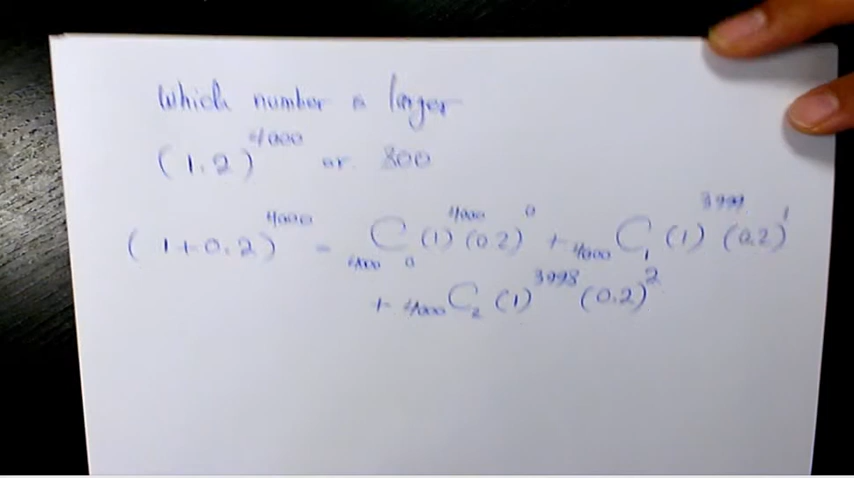 Which number is larger
(1.2)^4000 or 800
(1+0.2)^4000 = 4000C0 (1)^4000 (0.2)^0 + 4000C1 (1)^3999 (0.2)^1
+ 4000C2 (1)^3998 (0.2)^2